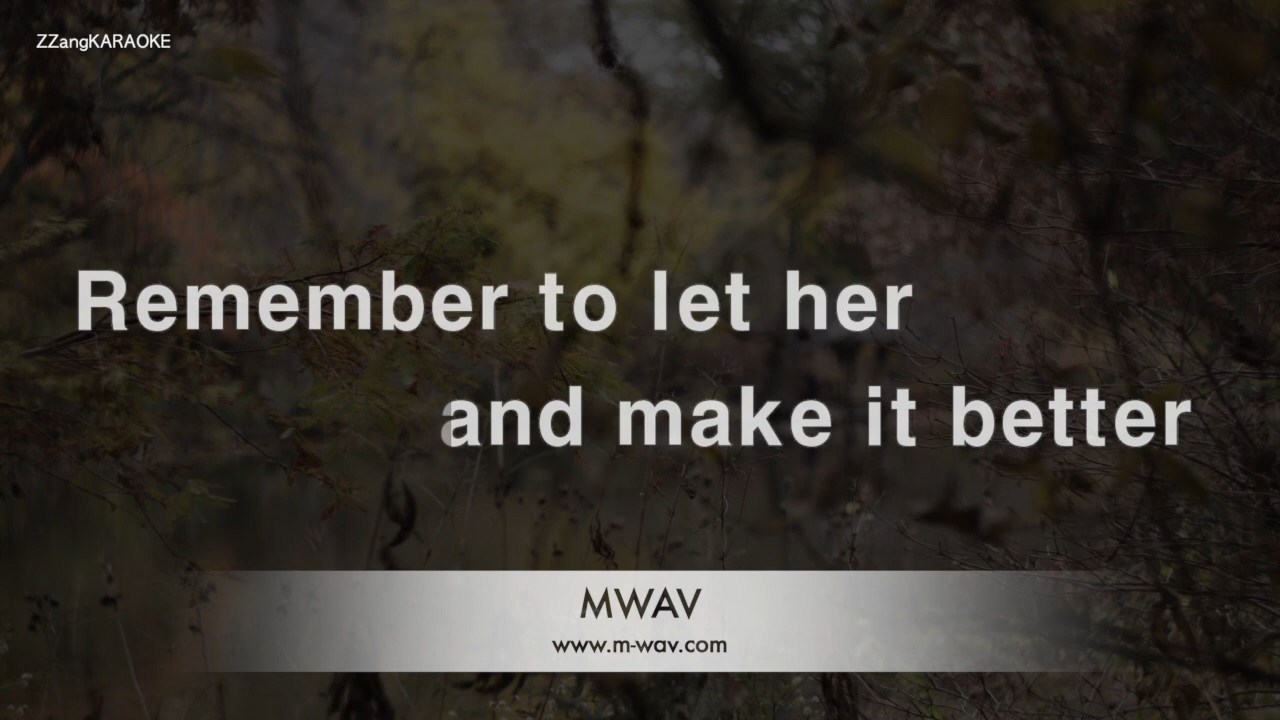 ZZangKARAOKE
Remember to let her
and make it better
MWAV
www.m-wav.com